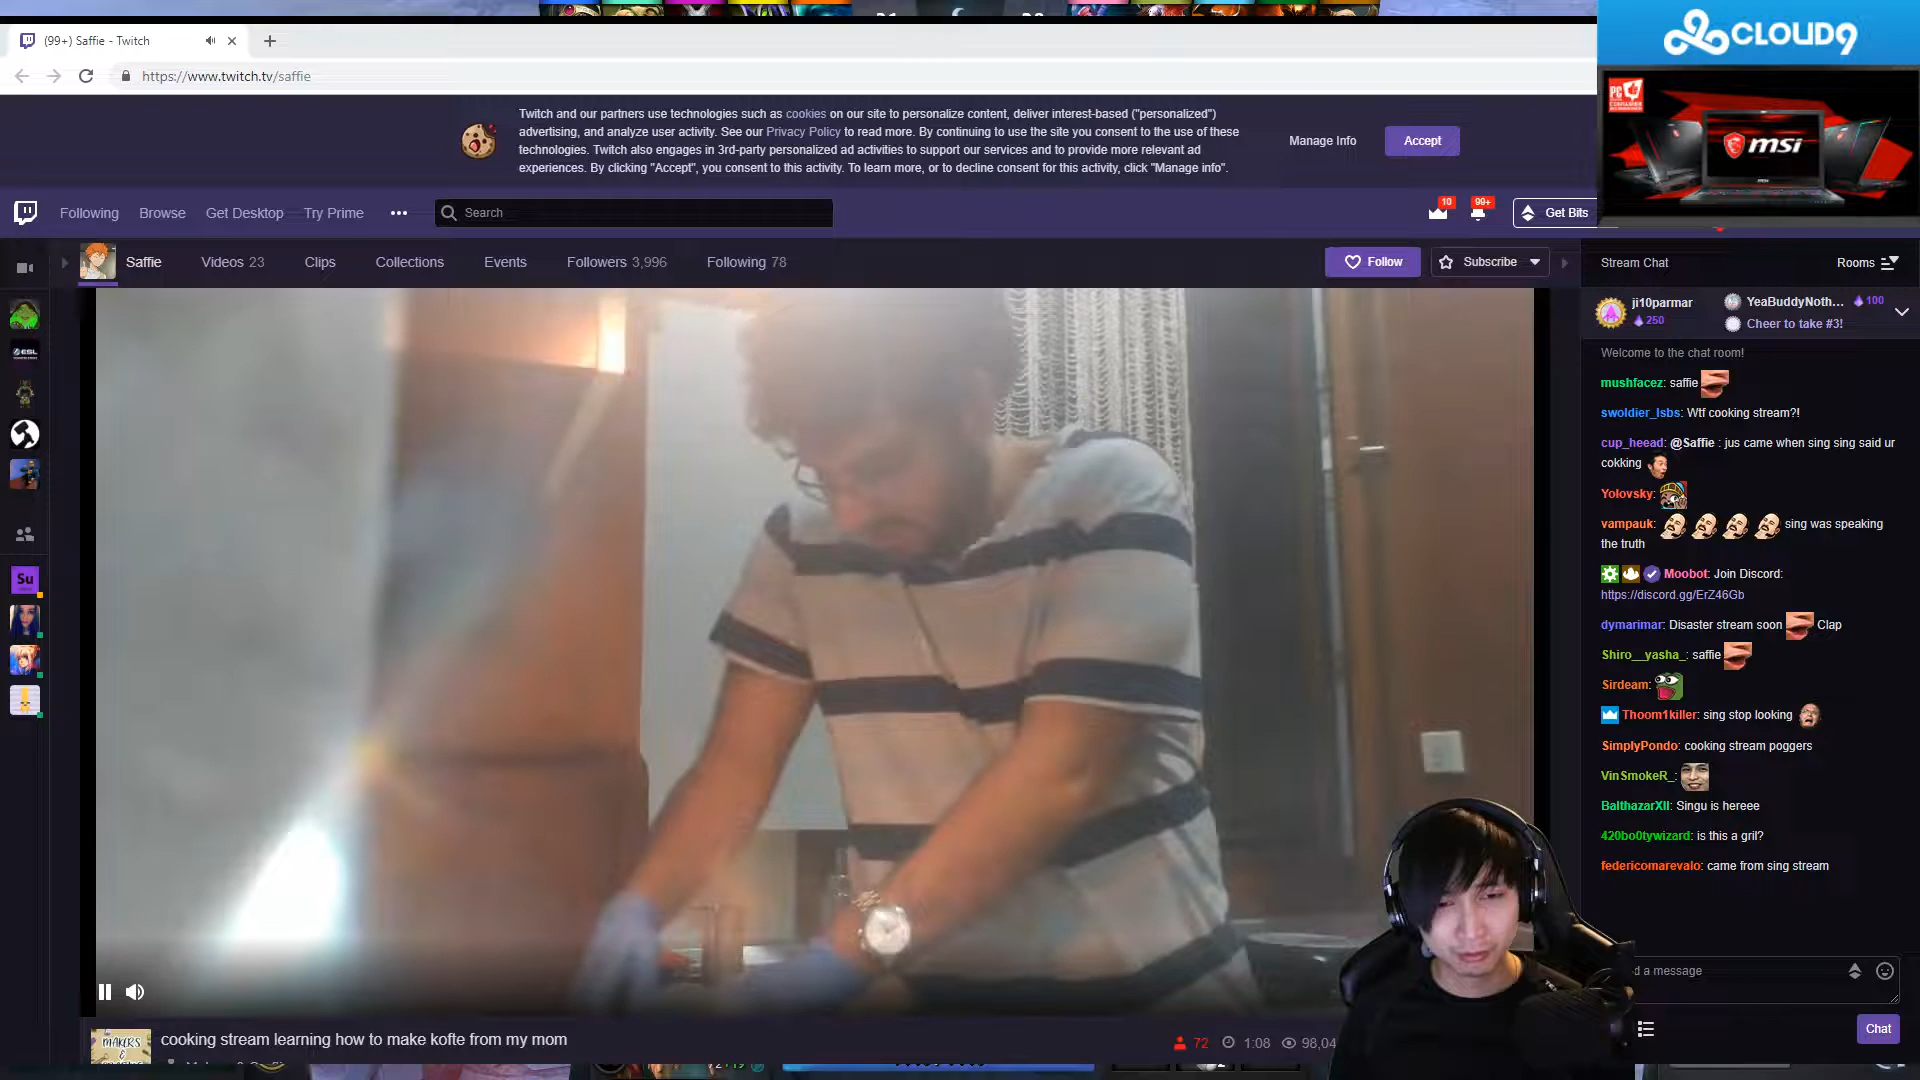 (99+) Saffie - Twitch
https://www.twitch.tv/saffie
CLOUD9
msi
Twitch and our partners use technologies such as cookies on our site to personalize content, deliver interest-based ("personalized")
advertising, and analyze user activity. See our Privacy Policy to read more. By continuing to use the site you consent to the use of these
technologies. Twitch also engages in 3rd-party personalized ad activities to support our services and to provide more relevant ad
experiences. By clicking "Accept", you consent to this activity. To learn more, or to decline consent for this activity, click "Manage info".
Manage Info
Accept
Following
Browse
Get Desktop
Try Prime
Search
10
99+
Get Bits
Saffie
Videos 23
Clips
Collections
Events
Followers 3,996
Following 78
Follow
Subscribe
Stream Chat
Rooms
ji10parmar
250
YeaBuddyNoth... 100
Cheer to take #3!
ESL
Su
Welcome to the chat room!
mushfacez: saffie
swoldier_lsbs: Wtf cooking stream?!
cup_heead: @Saffie : jus came when sing sing said ur
cokking
Yolovsky:
vampauk: sing was speaking
the truth
Moobot: Join Discord:
https://discord.gg/ErZ46Gb
dymarimar: Disaster stream soon Clap
Shiro__yasha_: saffie
Sirdeam:
Thoom1killer: sing stop looking
SimplyPondo: cooking stream poggers
VinSmokeR_:
BalthazarXII: Singu is hereee
420bo0tywizard: is this a gril?
federicomarevalo: came from sing stream
d a message
Chat
MAKERS
&
cooking stream learning how to make kofte from my mom
72
1:08
98,04